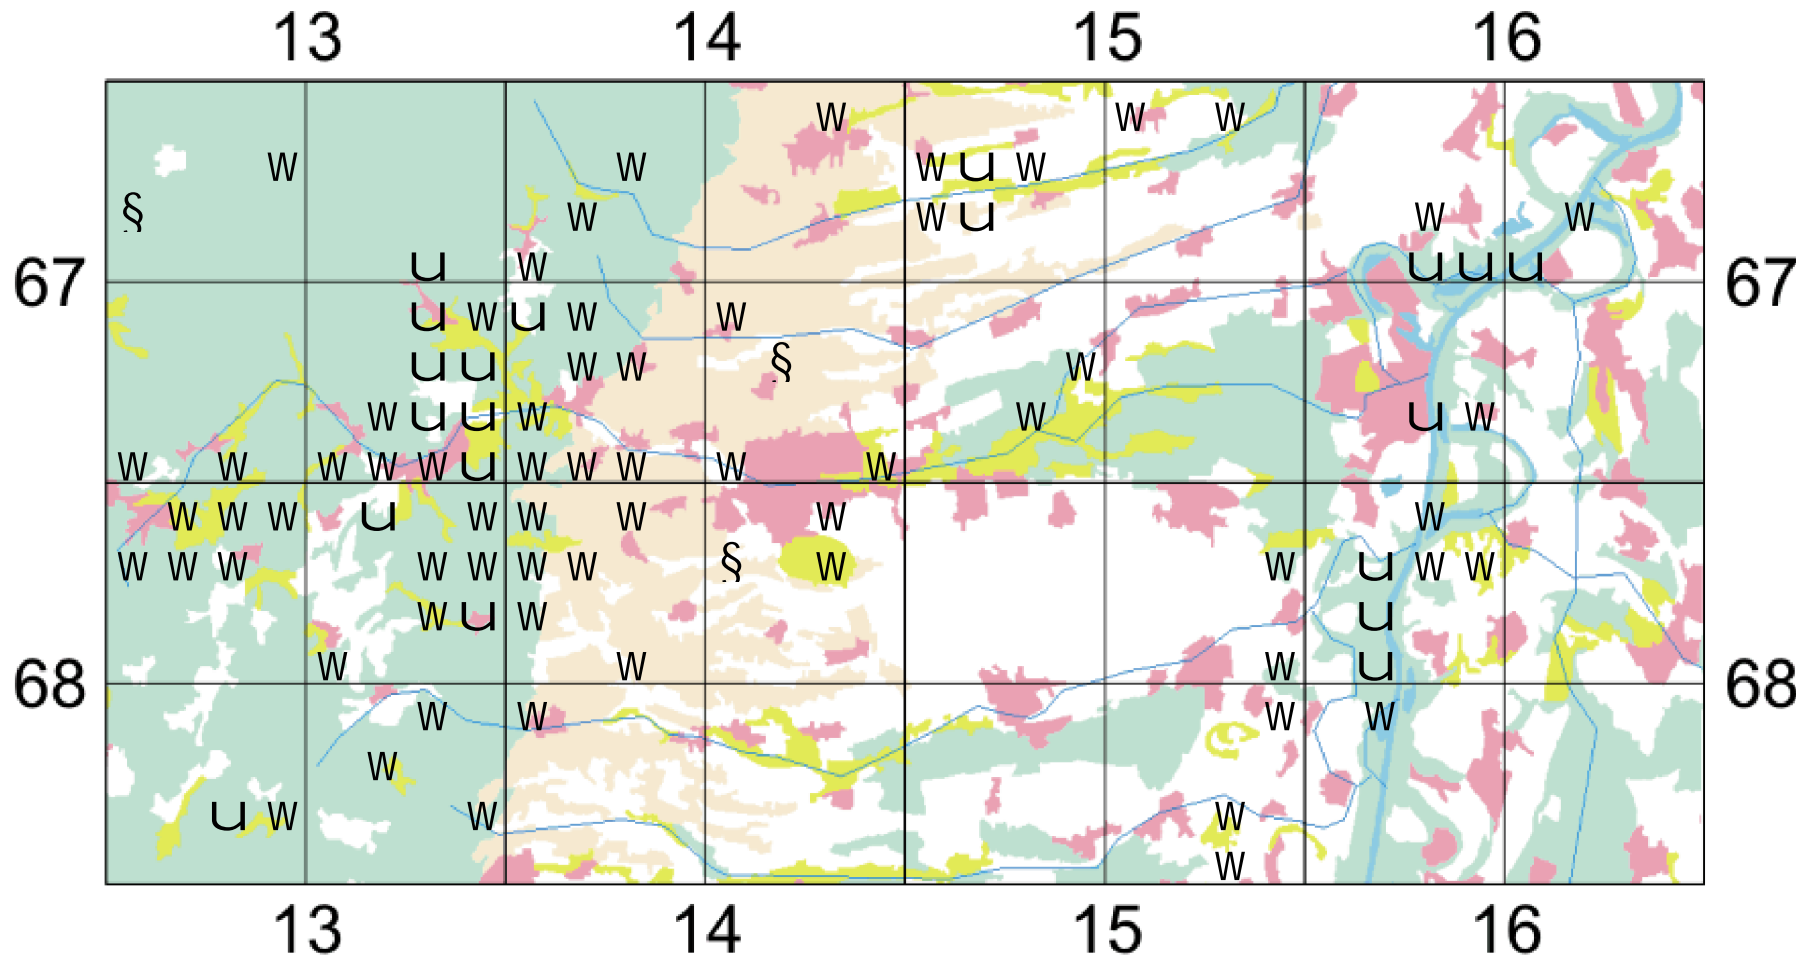 13 14 15 16
W W W
W W W u W
§ W W u W W
u W u u u
67 67
u W u W W
u u W W § W
W u u W W u W
W W W W W u W W W W W
W W W u W W W W W
W W W W W W W § W W u W W
W u W u
W W W u
68 68
W W W W
W
u W W W
W
13 14 15 16